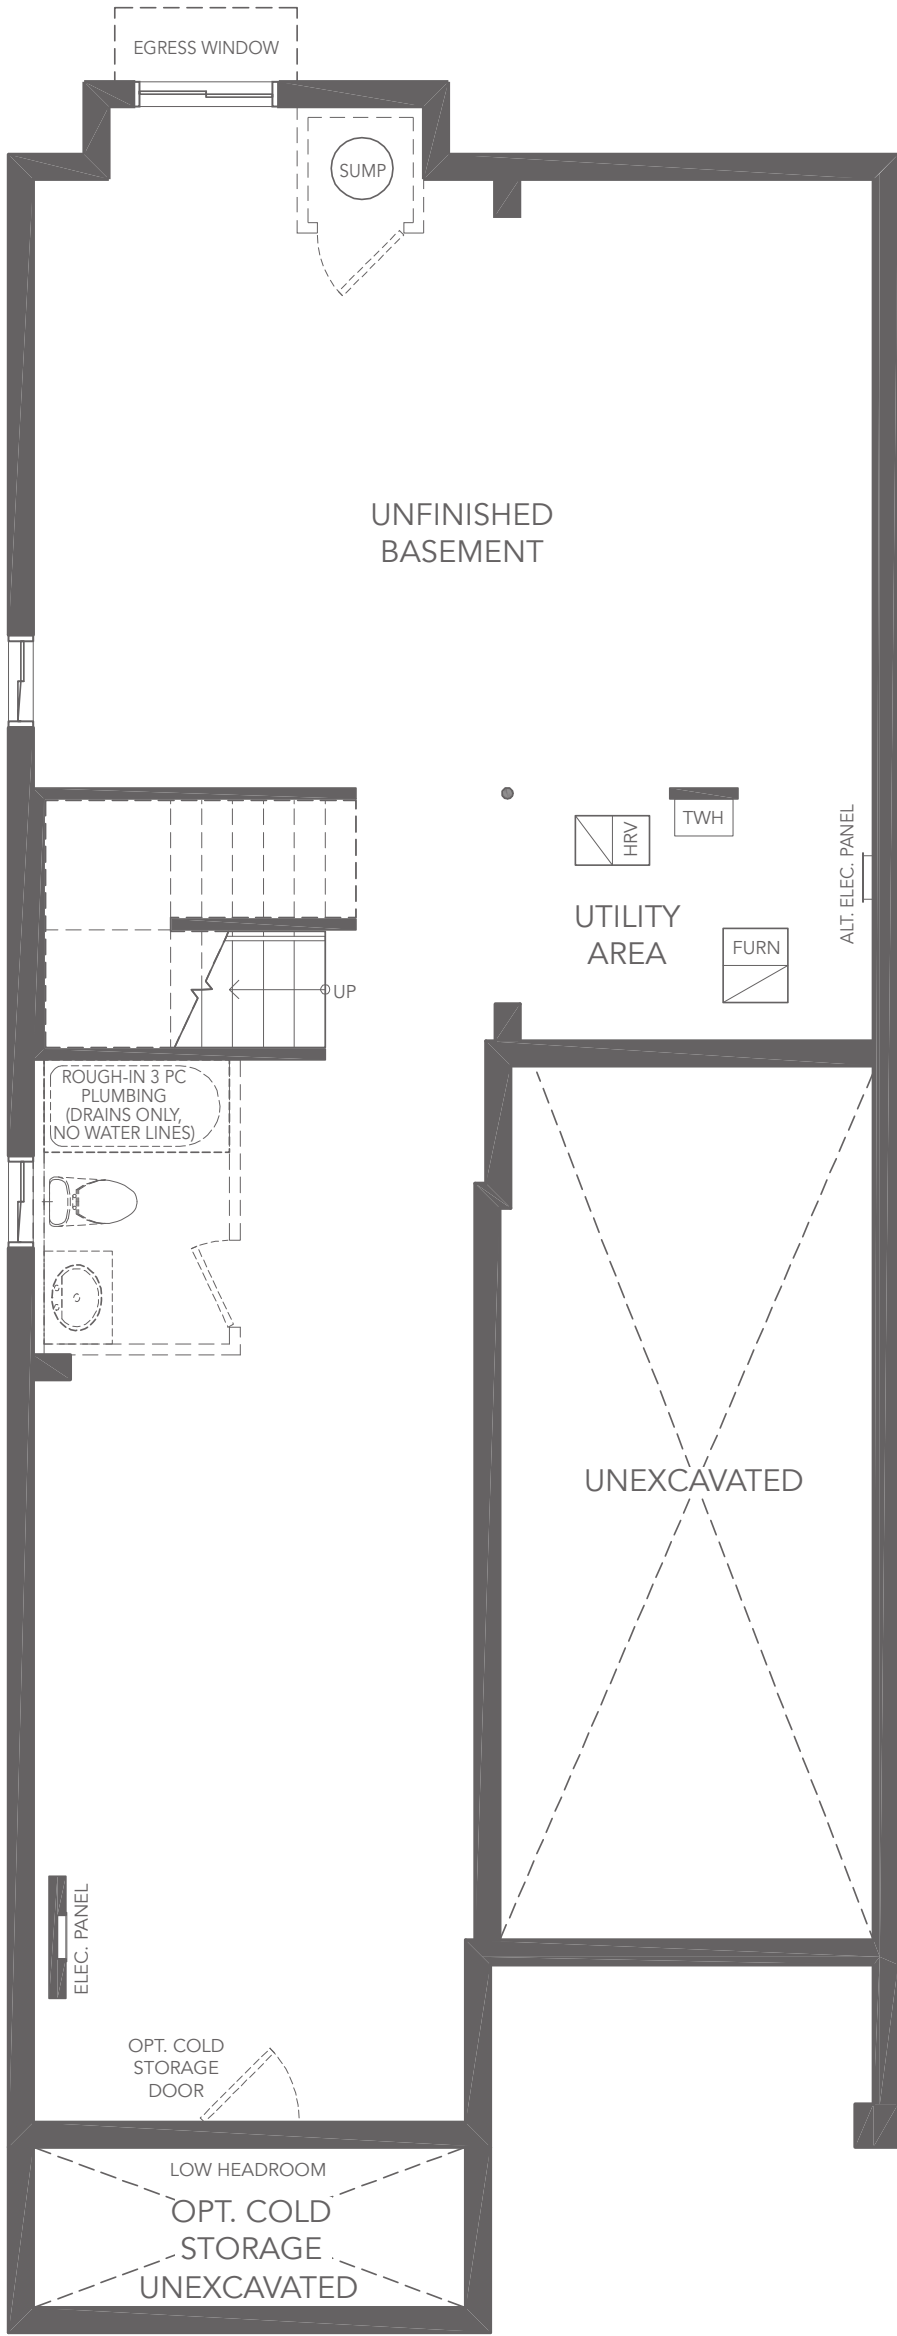 EGRESS WINDOW
SUMP
UNFINISHED
BASEMENT
TWH
HRV
ALT. ELEC. PANEL
UTILITY
AREA
FURN
UP
ROUGH-IN 3 PC
PLUMBING
(DRAINS ONLY,
NO WATER LINES)
UNEXCAVATED
ELEC. PANEL
OPT. COLD
STORAGE
DOOR
LOW HEADROOM
OPT. COLD
STORAGE
UNEXCAVATED